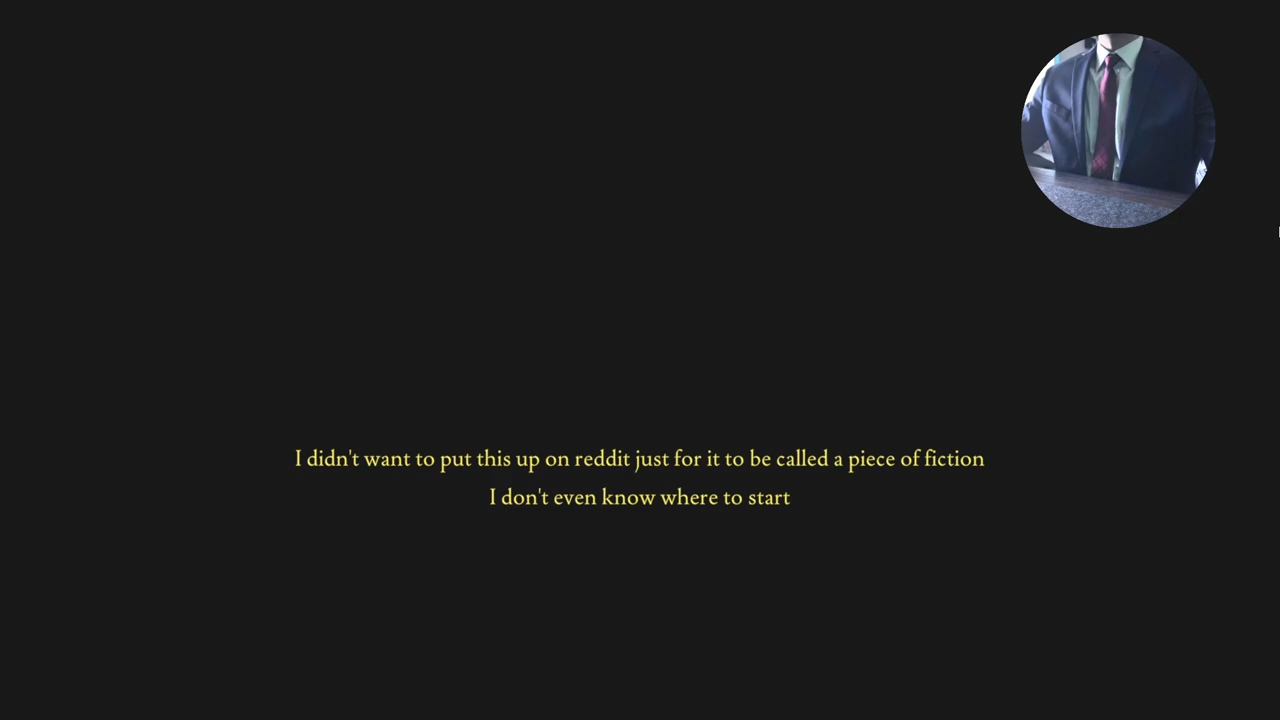 I didn't want to put this up on reddit just for it to be called a piece of fiction
I don't even know where to start